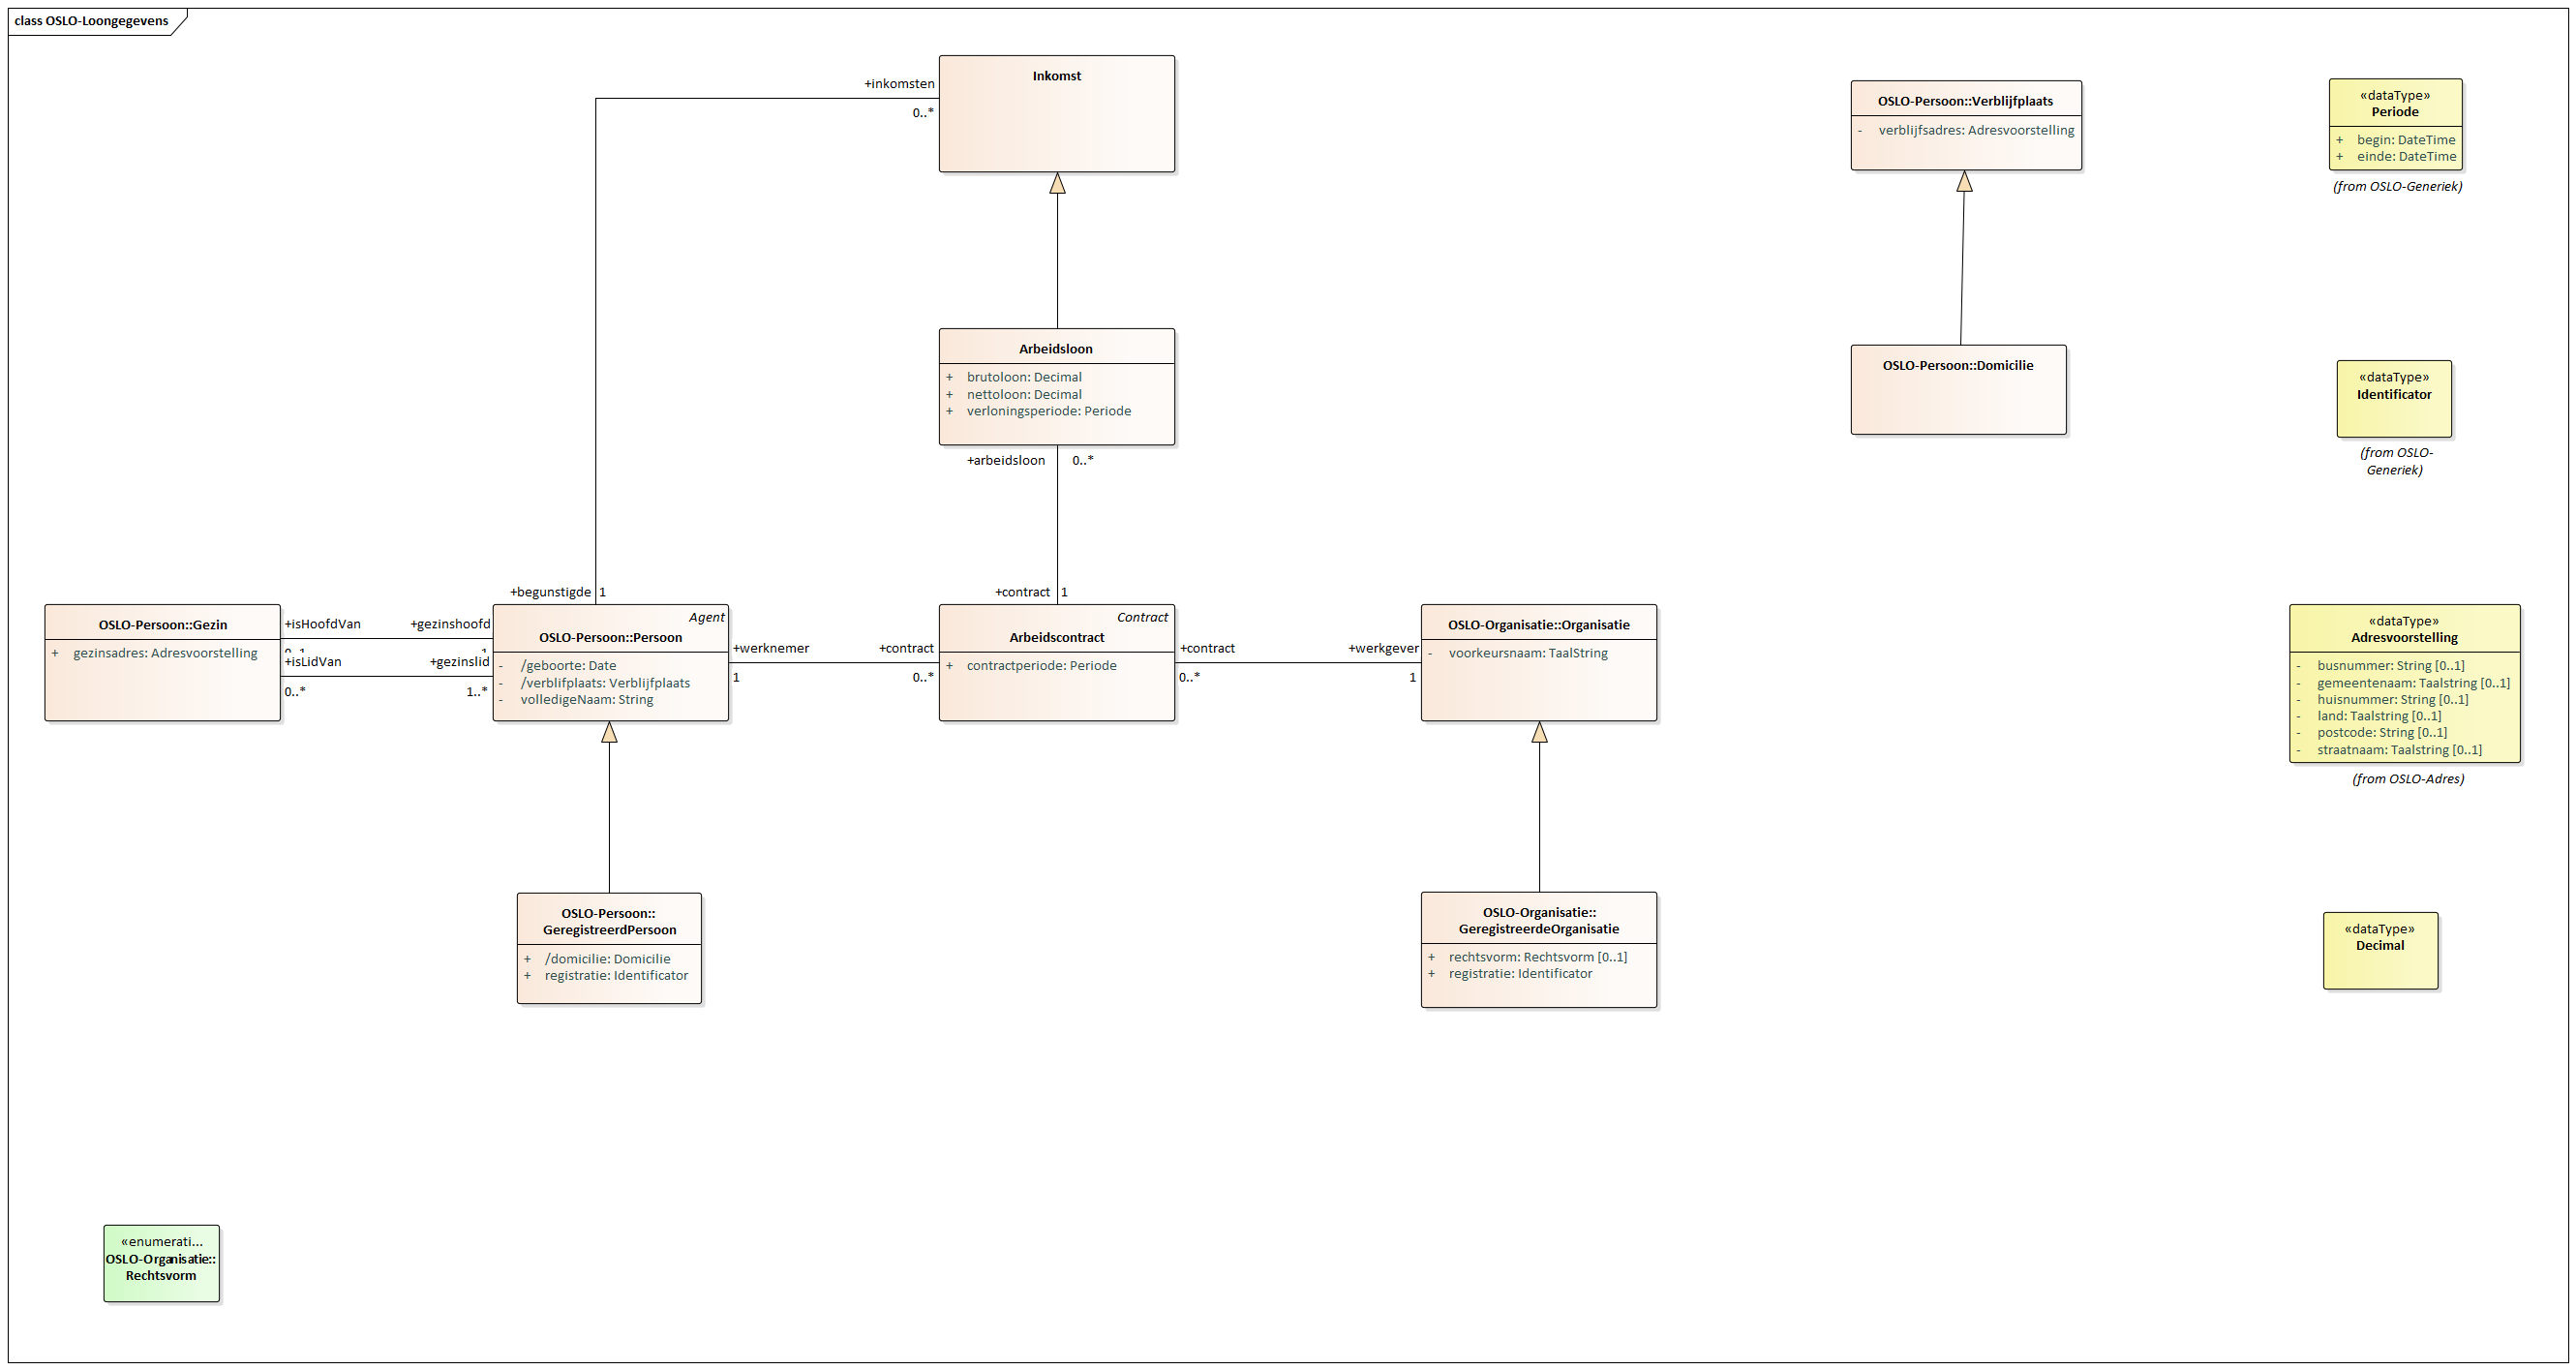 class OSLO-Loongegevens
Inkomst
+inkomsten
0..*
OSLO-Persoon::Verblijfplaats
- verblijfsadres: Adresvoorstelling
«dataType»
Periode
+ begin: DateTime
+ einde: DateTime
(from OSLO-Generiek)
Arbeidsloon
+ brutoloon: Decimal
+ nettoloon: Decimal
+ verloningsperiode: Periode
+arbeidsloon 0..*
OSLO-Persoon::Domicilie
«dataType»
Identificator
(from OSLO-
Generiek)
+begunstigde 1
+contract 1
OSLO-Persoon::Gezin
+ gezinsadres: Adresvoorstelling
+isHoofdVan +gezinshoofd
+isLidVan +gezinslid
0..* 1..*
Agent
OSLO-Persoon::Persoon
- /geboorte: Date
- /verblifplaats: Verblijfplaats
- volledigeNaam: String
+werknemer +contract
1 0..*
Contract
Arbeidscontract
+ contractperiode: Periode
+contract +werkgever
0..* 1
OSLO-Organisatie::Organisatie
- voorkeursnaam: TaalString
«dataType»
Adresvoorstelling
- busnummer: String [0..1]
- gemeentenaam: Taalstring [0..1]
- huisnummer: String [0..1]
- land: Taalstring [0..1]
- postcode: String [0..1]
- straatnaam: Taalstring [0..1]
(from OSLO-Adres)
OSLO-Persoon::
GeregistreerdPersoon
+ /domicilie: Domicilie
+ registratie: Identificator
OSLO-Organisatie::
GeregistreerdeOrganisatie
+ rechtsvorm: Rechtsvorm [0..1]
+ registratie: Identificator
«dataType»
Decimal
«enumerati...
OSLO-Organisatie::
Rechtsvorm